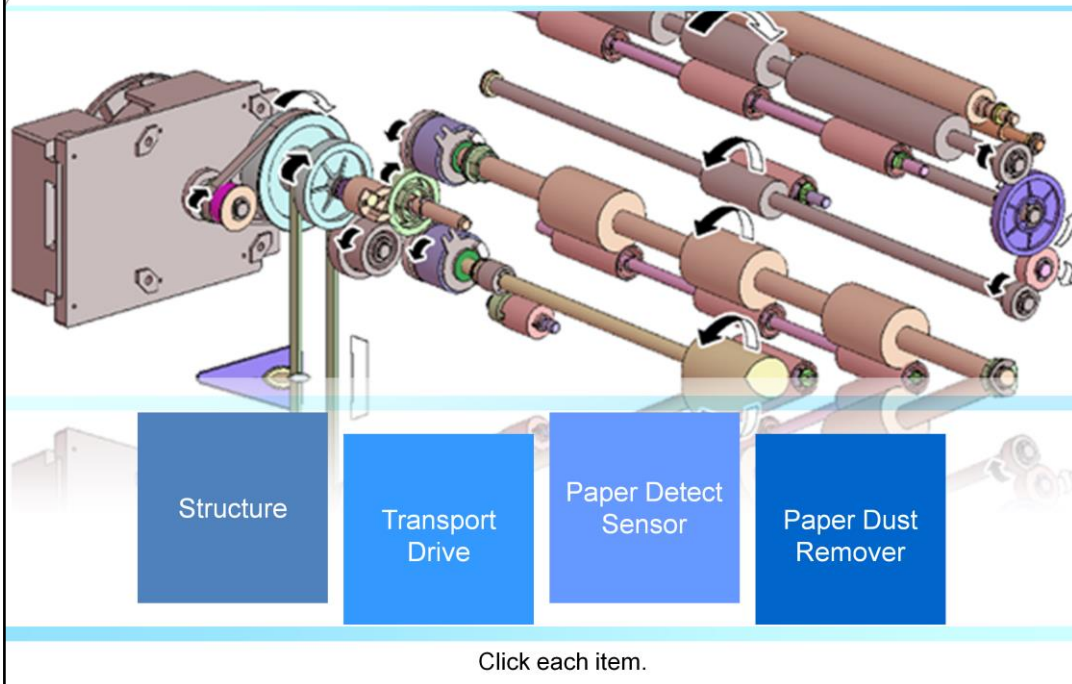 Structure
Transport
Drive
Paper Detect
Sensor
Paper Dust
Remover
Click each item.